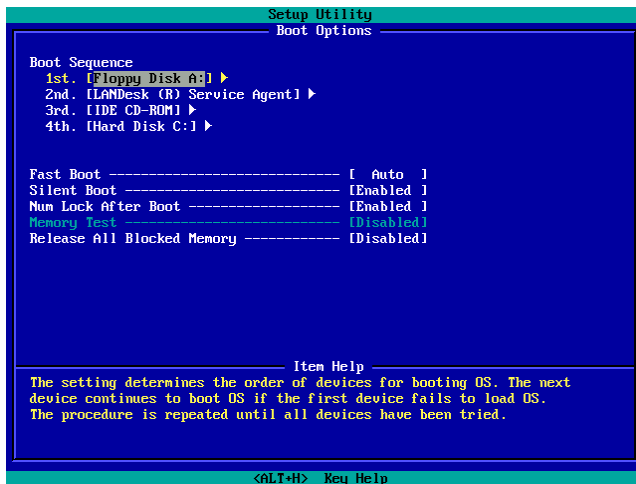 Setup Utility
Boot Options
Boot Sequence
1st. [Floppy Disk A:]
2nd. [LANDesk (R) Service Agent]
3rd. [IDE CD-ROM]
4th. [Hard Disk C:]
Fast Boot ----------------------------- [ Auto ]
Silent Boot --------------------------- [Enabled ]
Num Lock After Boot ------------------- [Enabled ]
Memory Test --------------------------- [Disabled]
Release All Blocked Memory ------------ [Disabled]
Item Help
The setting determines the order of devices for booting OS. The next
device continues to boot OS if the first device fails to load OS.
The procedure is repeated until all devices have been tried.
<ALT+H> Key Help